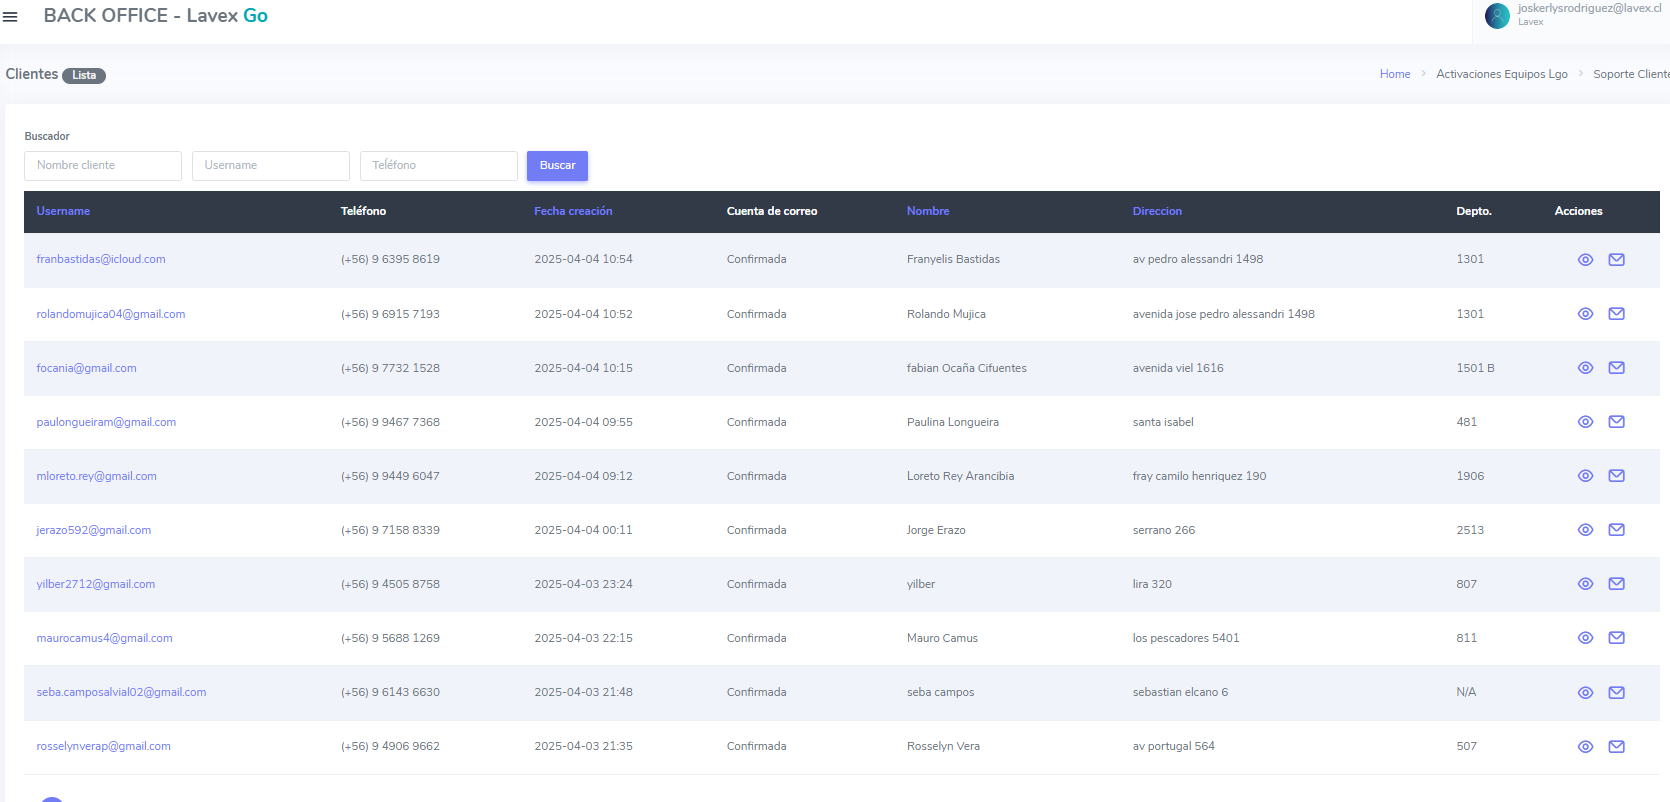 BACK OFFICE - Lavex Go
joskerlysrodriguez@lavex.cl
Lavex
Clientes Lista
Home > Activaciones Equipos Lgo > Soporte Cliente
Buscador
Nombre cliente Username Teléfono Buscar
Username Teléfono Fecha creación Cuenta de correo Nombre Direccion Depto. Acciones
franbastidas@icloud.com (+56) 9 6395 8619 2025-04-04 10:54 Confirmada Franyelis Bastidas av pedro alessandri 1498 1301
rolandomujica04@gmail.com (+56) 9 6915 7193 2025-04-04 10:52 Confirmada Rolando Mujica avenida jose pedro alessandri 1498 1301
focania@gmail.com (+56) 9 7732 1528 2025-04-04 10:15 Confirmada fabian Ocaña Cifuentes avenida viel 1616 1501 B
paulongueiram@gmail.com (+56) 9 9467 7368 2025-04-04 09:55 Confirmada Paulina Longueira santa isabel 481
mloreto.rey@gmail.com (+56) 9 9449 6047 2025-04-04 09:12 Confirmada Loreto Rey Arancibia fray camilo henriquez 190 1906
jerazo592@gmail.com (+56) 9 7158 8339 2025-04-04 00:11 Confirmada Jorge Erazo serrano 266 2513
yilber2712@gmail.com (+56) 9 4505 8758 2025-04-03 23:24 Confirmada yilber lira 320 807
maurocamus4@gmail.com (+56) 9 5688 1269 2025-04-03 22:15 Confirmada Mauro Camus los pescadores 5401 811
seba.camposalvial02@gmail.com (+56) 9 6143 6630 2025-04-03 21:48 Confirmada seba campos sebastian elcano 6 N/A
rosselynverap@gmail.com (+56) 9 4906 9662 2025-04-03 21:35 Confirmada Rosselyn Vera av portugal 564 507